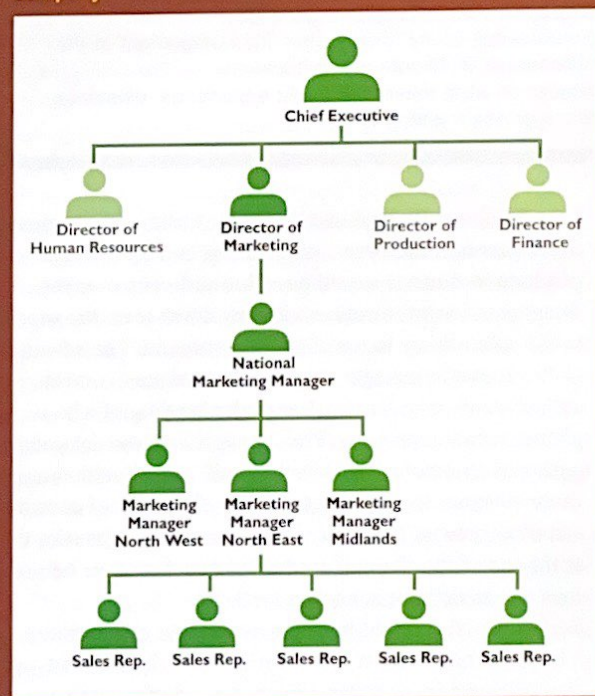 Chief Executive
Director of
Human Resources
Director of
Marketing
Director of
Production
Director of
Finance
National
Marketing Manager
Marketing
Manager
North West
Marketing
Manager
North East
Marketing
Manager
Midlands
Sales Rep.
Sales Rep.
Sales Rep.
Sales Rep.
Sales Rep.